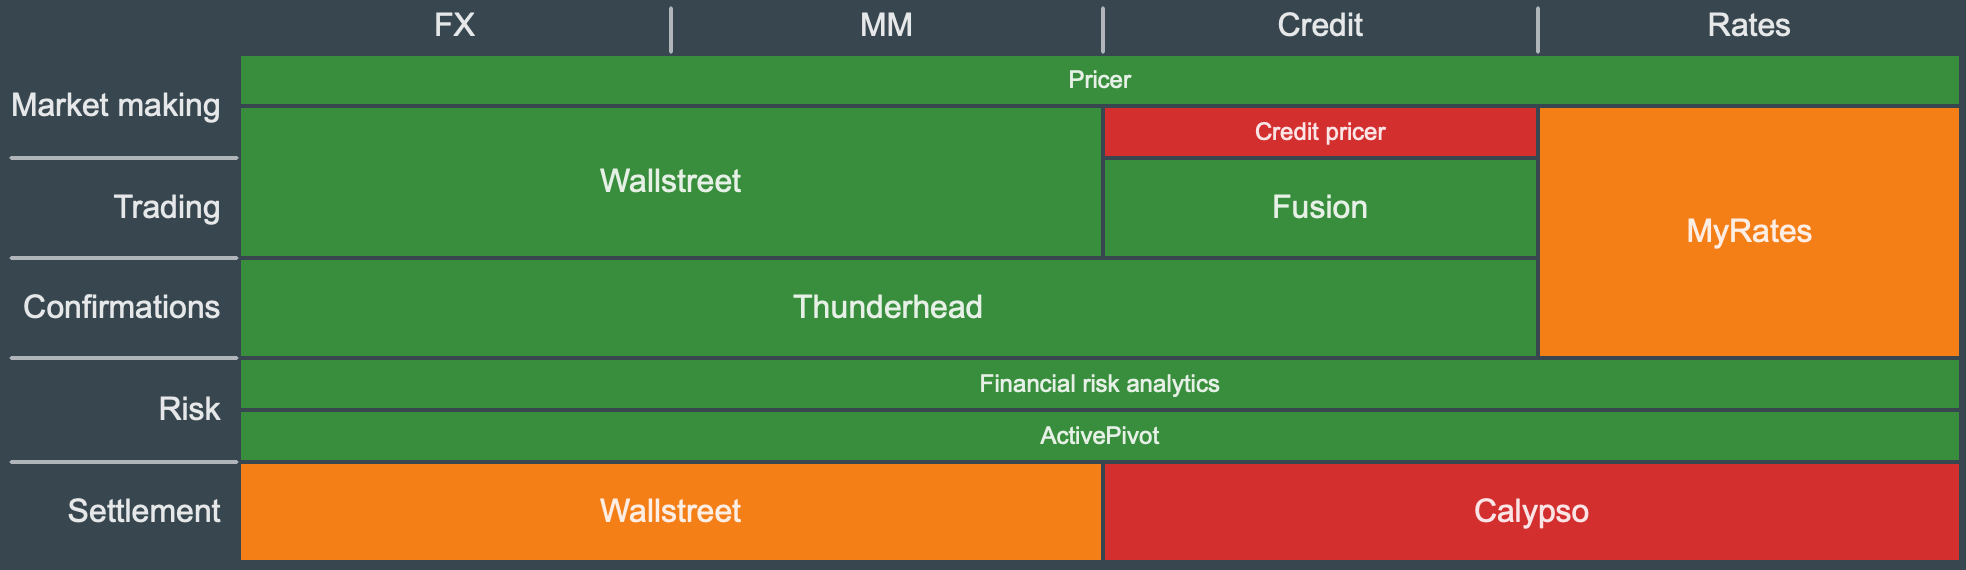 FX
MM
Credit
Rates
Market making
Pricer
Wallstreet
Credit pricer
MyRates
Trading
Fusion
Confirmations
Thunderhead
Risk
Financial risk analytics
ActivePivot
Settlement
Wallstreet
Calypso